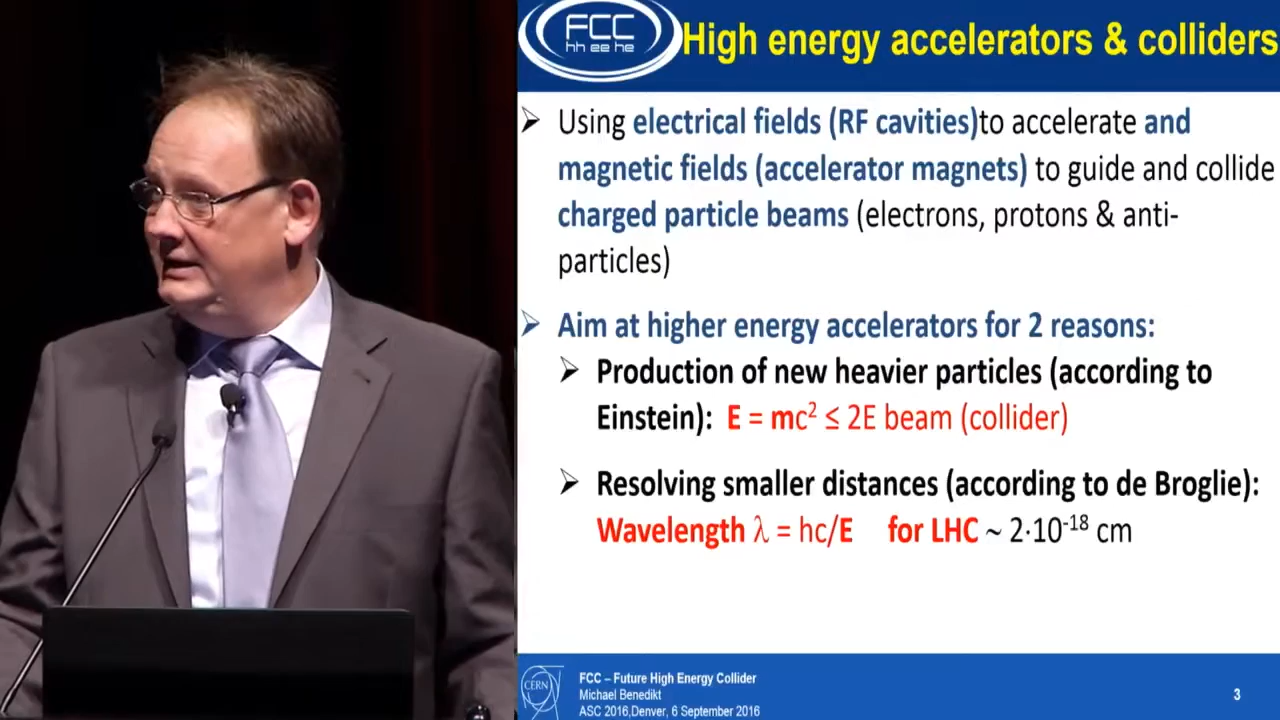 FCC
hh ee he
High energy accelerators & colliders
➢ Using electrical fields (RF cavities)to accelerate and
magnetic fields (accelerator magnets) to guide and collide
charged particle beams (electrons, protons & anti-
particles)
➢ Aim at higher energy accelerators for 2 reasons:
➢ Production of new heavier particles (according to
Einstein): E = mc² ≤ 2E beam (collider)
➢ Resolving smaller distances (according to de Broglie):
Wavelength λ = hc/E for LHC ~ 2·10⁻¹⁸ cm
CERN
FCC – Future High Energy Collider
Michael Benedikt
ASC 2016,Denver, 6 September 2016
3